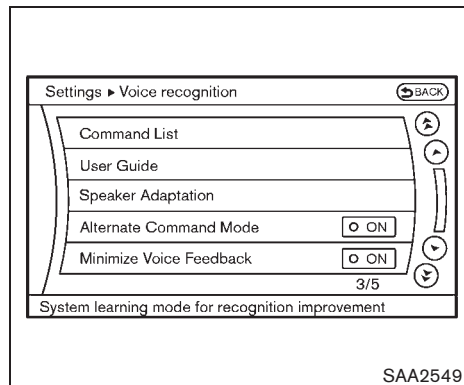 Settings ▶ Voice recognition
BACK
Command List
User Guide
Speaker Adaptation
Alternate Command Mode ON
Minimize Voice Feedback ON
3/5
System learning mode for recognition improvement
SAA2549